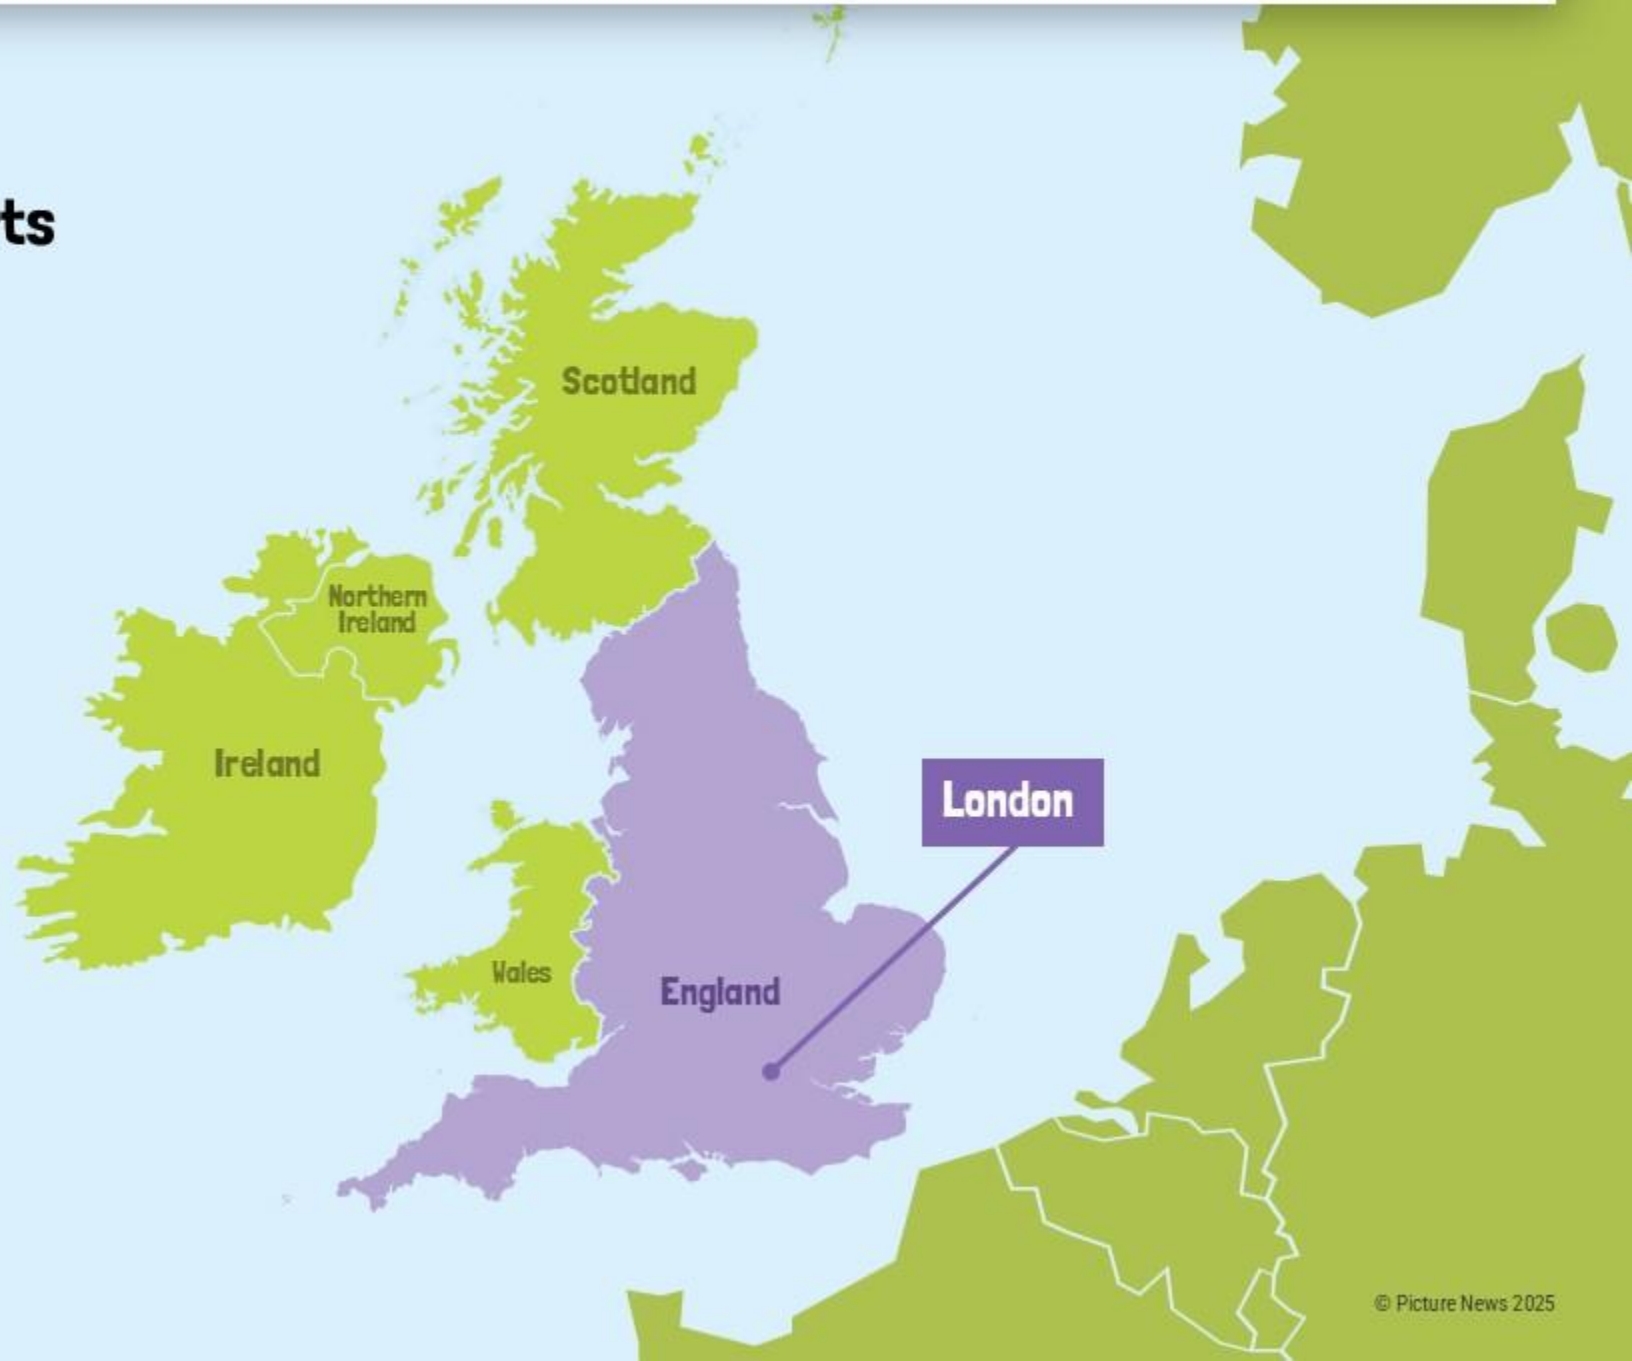 ts
Scotland
Northern
Ireland
Ireland
London
Wales
England
© Picture News 2025